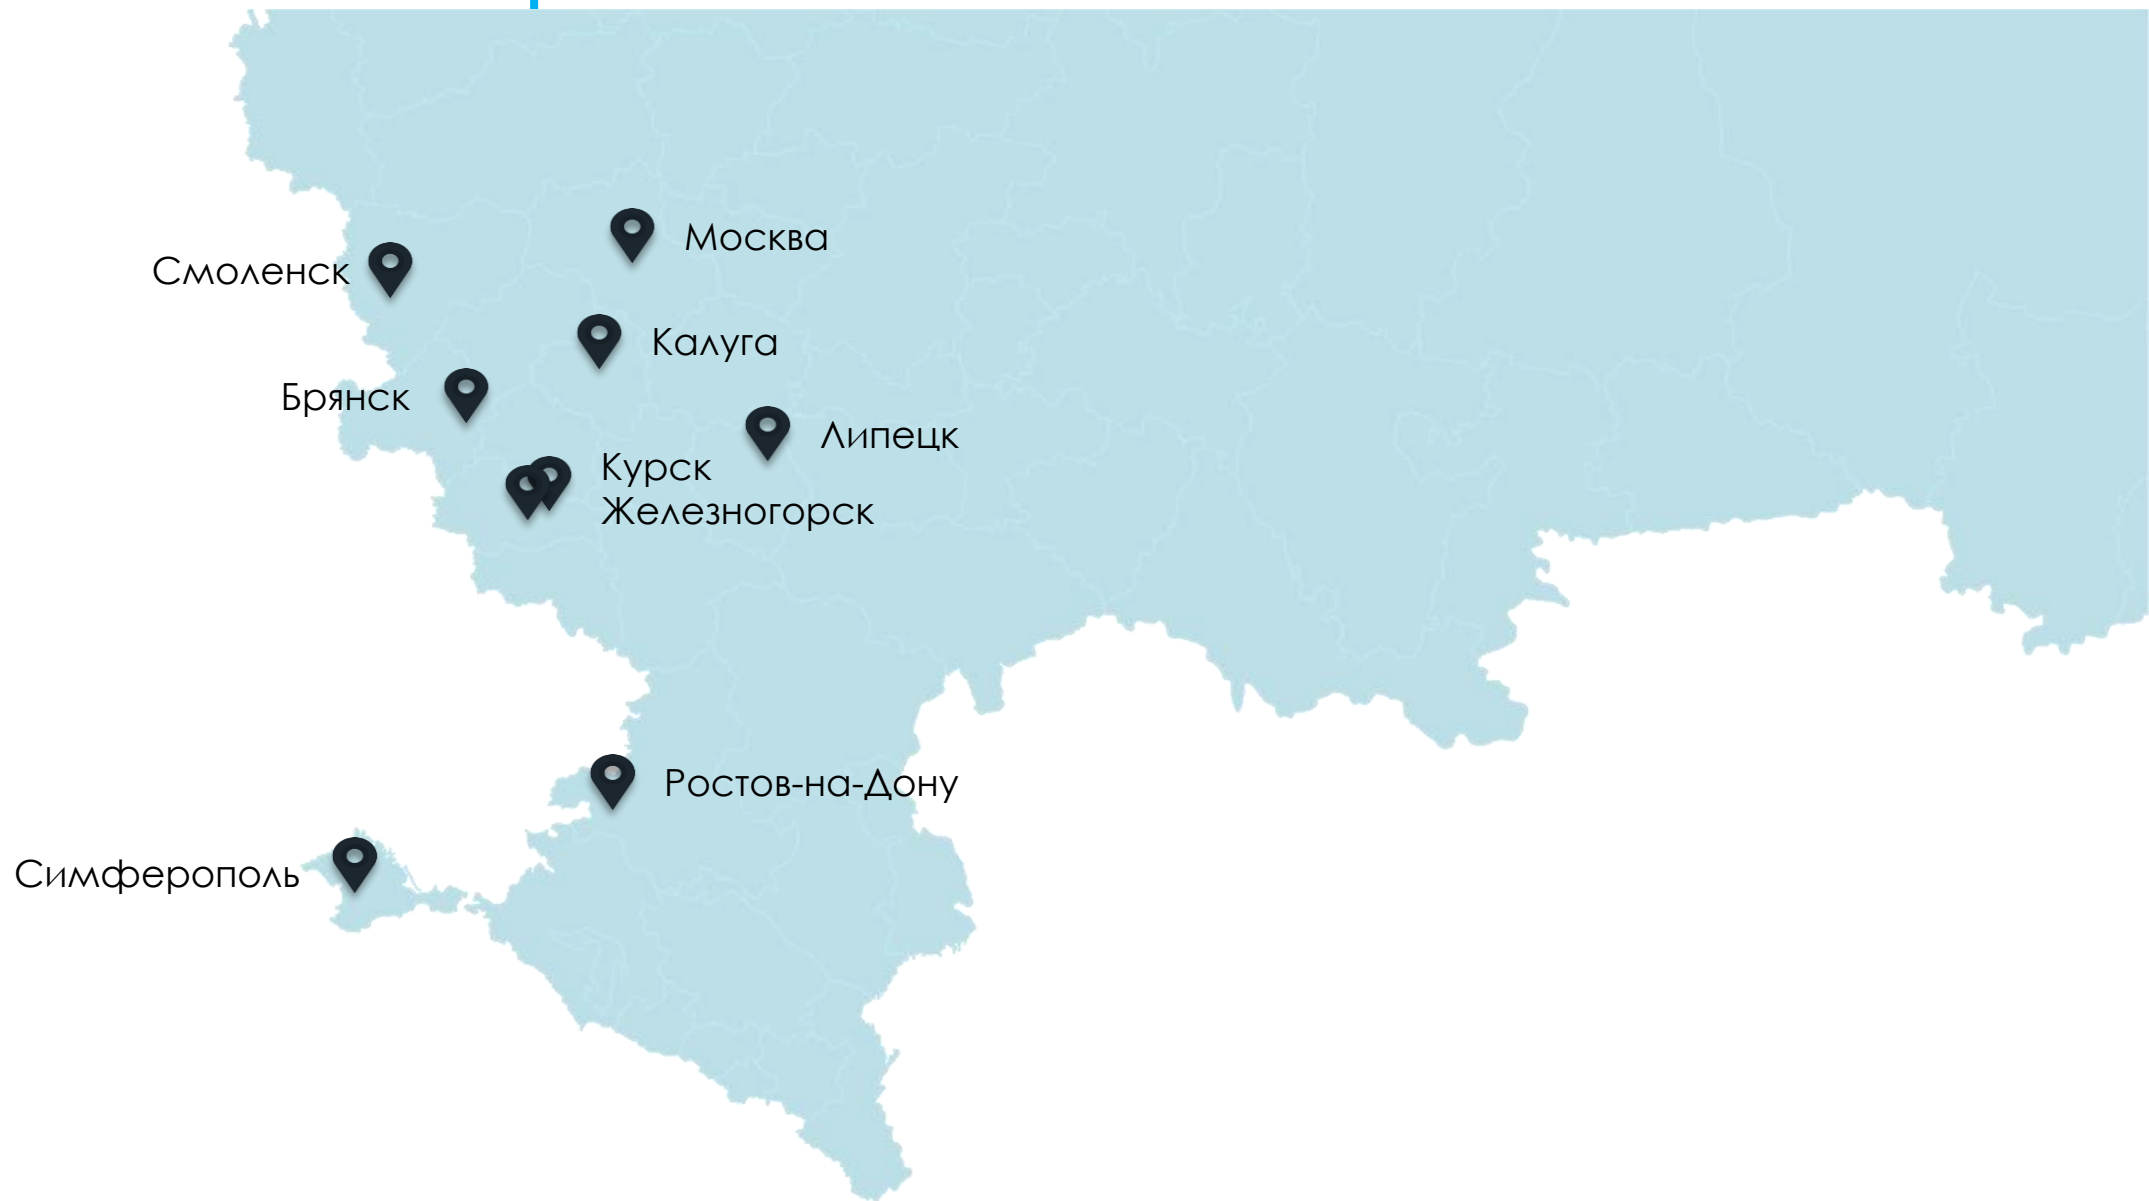 Москва
Смоленск
Калуга
Брянск
Липецк
Курск
Железногорск
Ростов-на-Дону
Симферополь